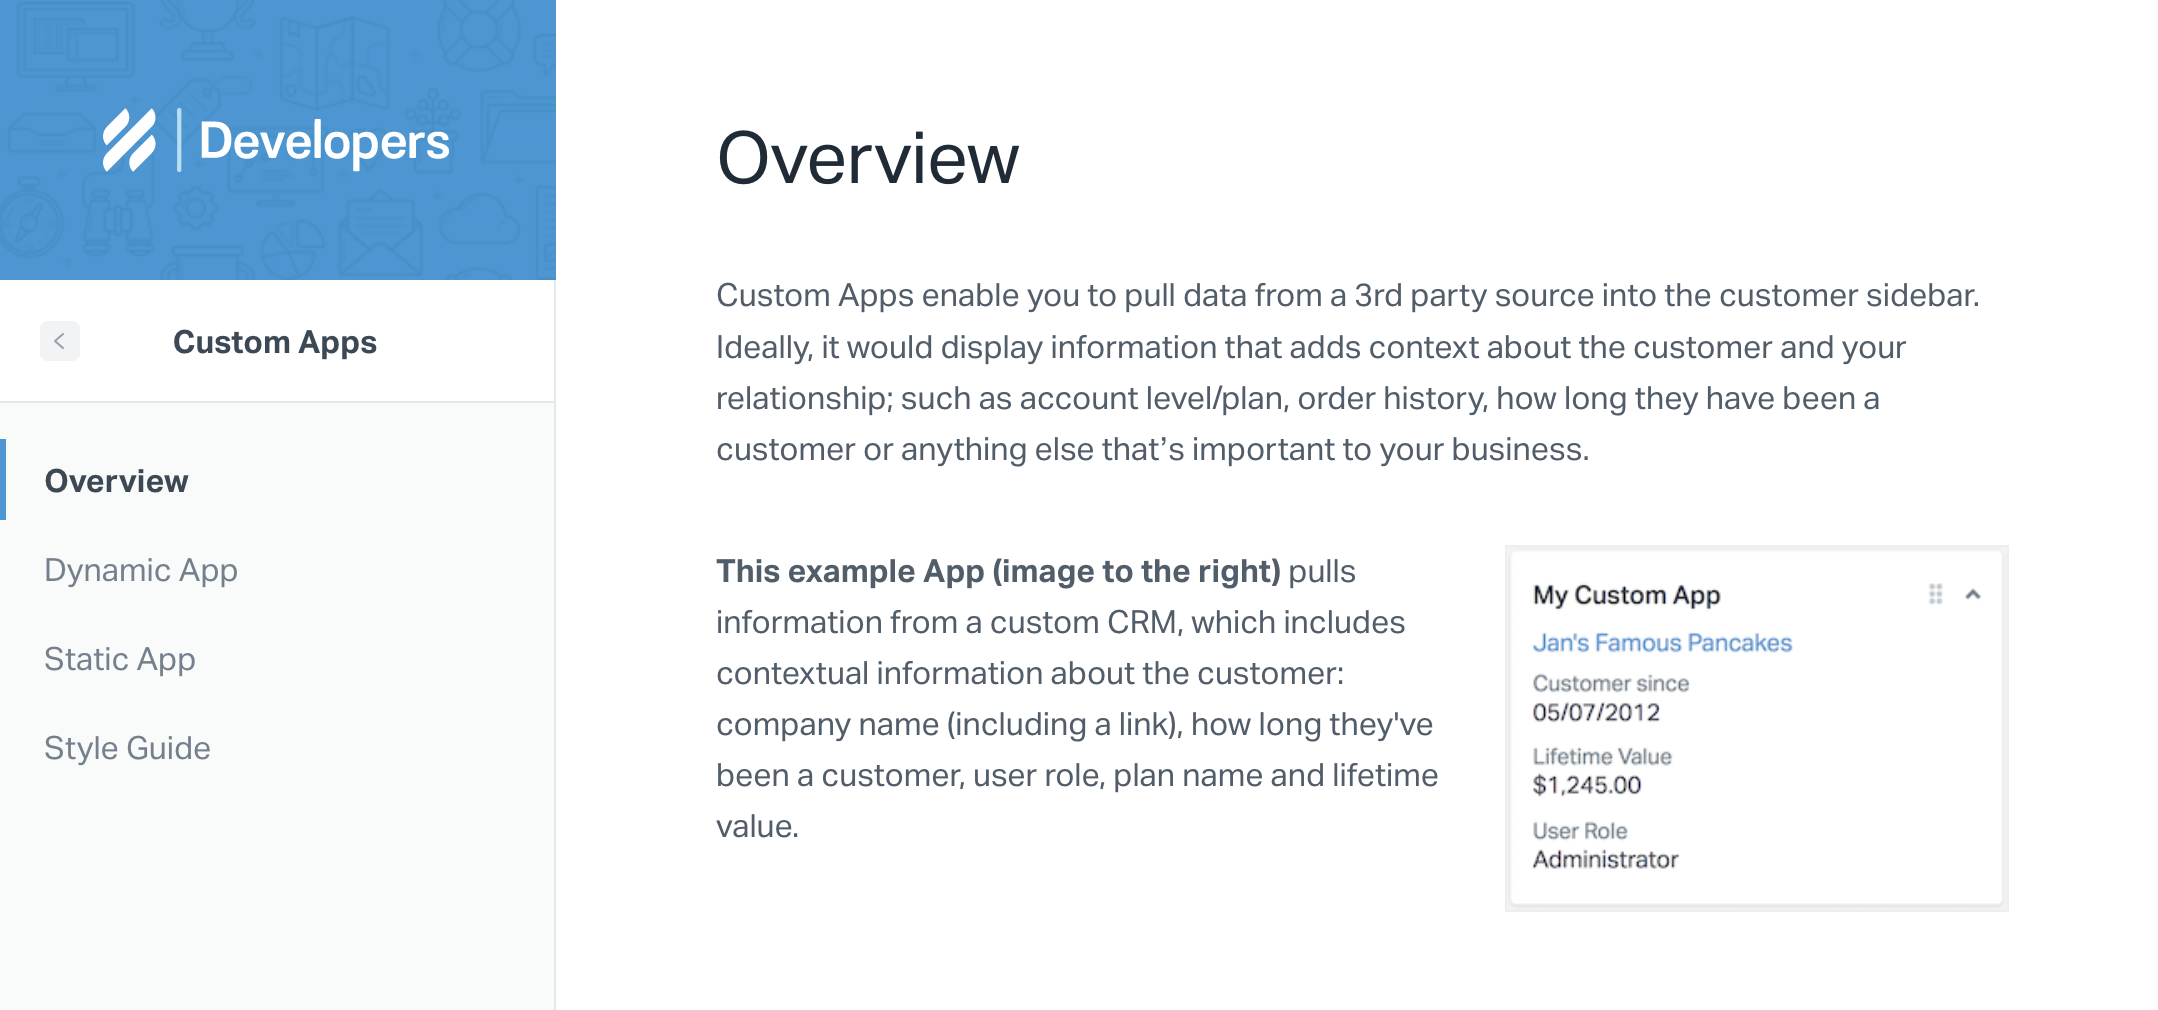 Developers
Custom Apps
Overview
Dynamic App
Static App
Style Guide
Overview
Custom Apps enable you to pull data from a 3rd party source into the customer sidebar.
Ideally, it would display information that adds context about the customer and your
relationship; such as account level/plan, order history, how long they have been a
customer or anything else that’s important to your business.
This example App (image to the right) pulls
information from a custom CRM, which includes
contextual information about the customer:
company name (including a link), how long they've
been a customer, user role, plan name and lifetime
value.
My Custom App
Jan's Famous Pancakes
Customer since
05/07/2012
Lifetime Value
$1,245.00
User Role
Administrator